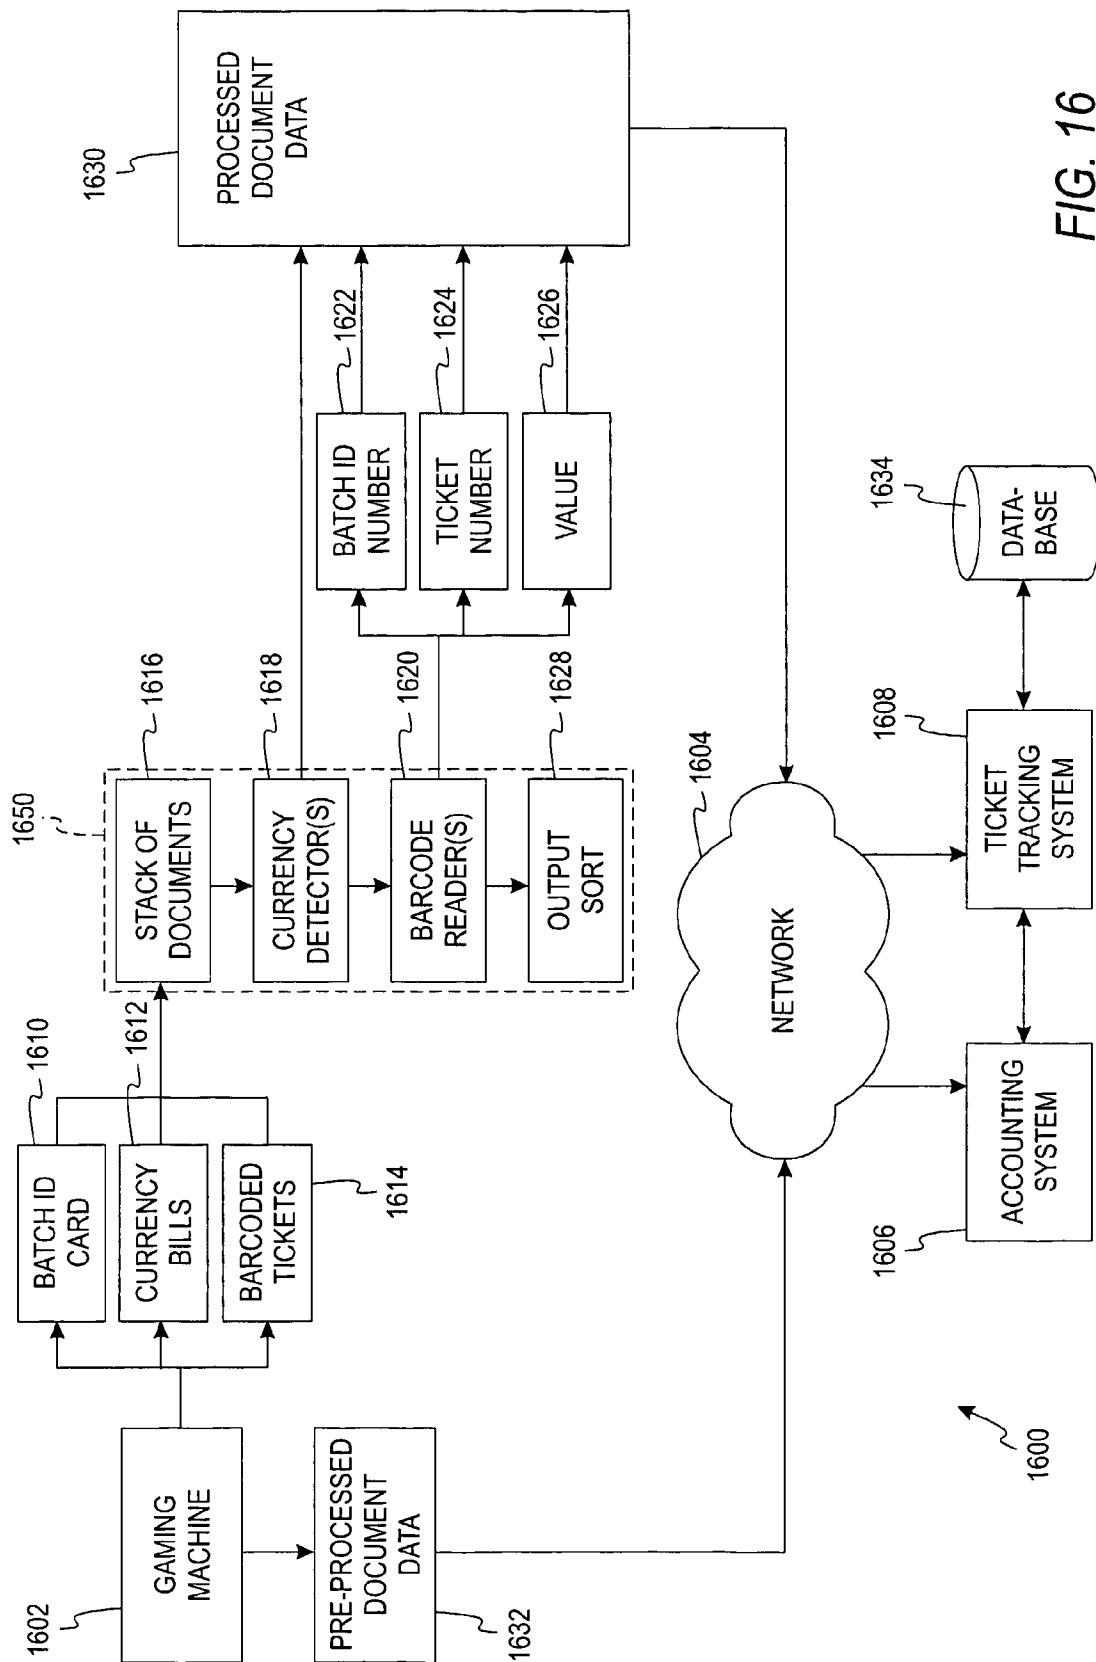 1602
GAMING
MACHINE
1632
PRE-PROCESSED
DOCUMENT
DATA
1610
BATCH ID
CARD
1612
CURRENCY
BILLS
1614
BARCODED
TICKETS
1650
1616
STACK OF
DOCUMENTS
1618
CURRENCY
DETECTOR(S)
1620
BARCODE
READER(S)
1628
OUTPUT
SORT
1622
BATCH ID
NUMBER
1624
TICKET
NUMBER
1626
VALUE
1630
PROCESSED
DOCUMENT
DATA
1604
NETWORK
1606
ACCOUNTING
SYSTEM
1608
TICKET
TRACKING
SYSTEM
1634
DATA-
BASE
1600
FIG. 16